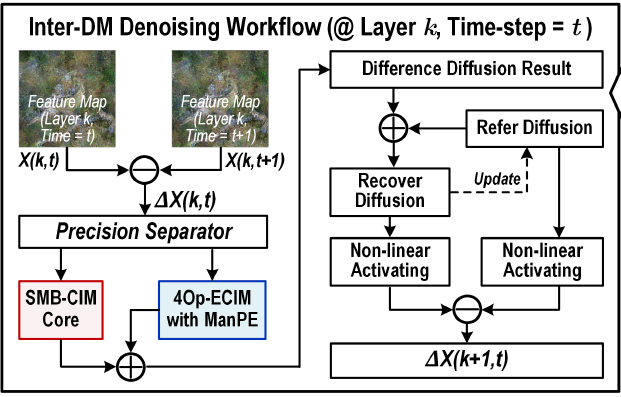 Inter-DM Denoising Workflow (@ Layer k, Time-step = t )
Feature Map
(Layer k,
Time = t)
Feature Map
(Layer k,
Time = t+1)
X(k,t)
X(k,t+1)
ΔX(k,t)
Precision Separator
SMB-CIM
Core
4Op-ECIM
with ManPE
Difference Diffusion Result
Refer Diffusion
Update
Recover
Diffusion
Non-linear
Activating
Non-linear
Activating
ΔX(k+1,t)